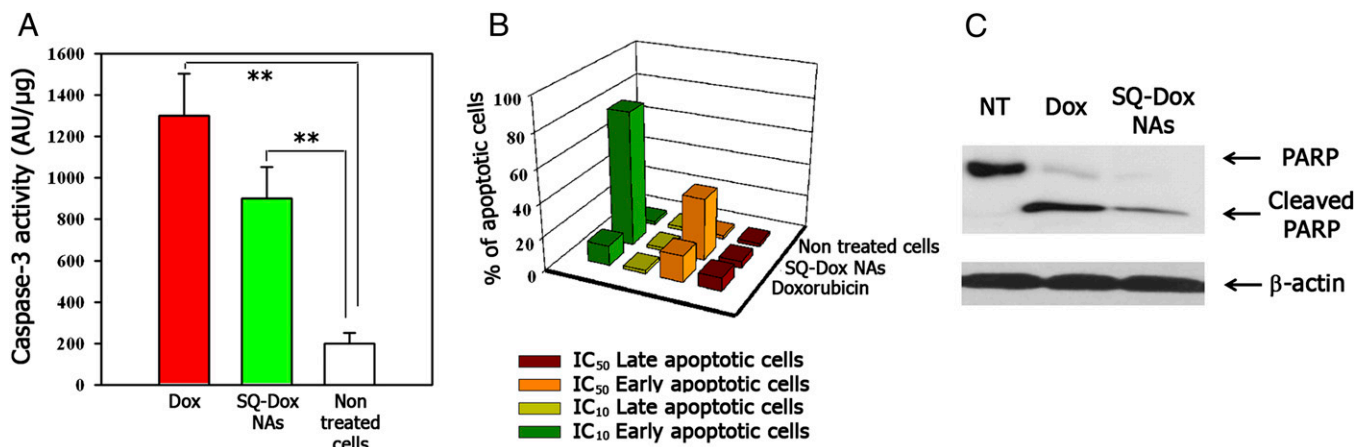 A
Caspase-3 activity (AU/µg)
1600
1400
1200
1000
800
600
400
200
0
**
**
Dox
SQ-Dox
NAs
Non
treated
cells
B
% of apoptotic cells
100
80
60
40
20
0
Non treated cells
SQ-Dox NAs
Doxorubicin
IC₅₀ Late apoptotic cells
IC₅₀ Early apoptotic cells
IC₁₀ Late apoptotic cells
IC₁₀ Early apoptotic cells
C
NT Dox SQ-Dox
NAs
PARP
Cleaved
PARP
β-actin